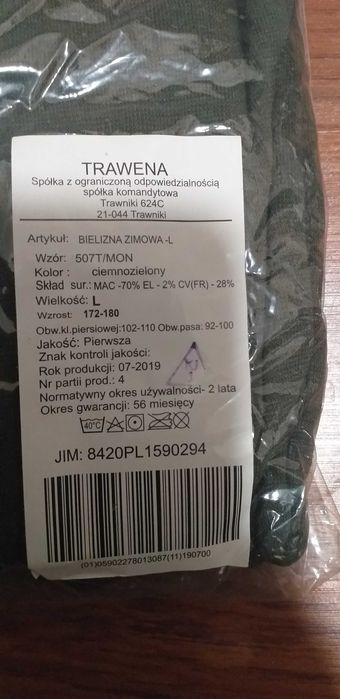 TRAWENA
Spółka z ograniczoną odpowiedzialnością
spółka komandytowa
Trawniki 624C
21-044 Trawniki
Artykuł: BIELIZNA ZIMOWA -L
Wzór: 507T/MON
Kolor : ciemnozielony
Skład sur.: MAC -70% EL - 2% CV(FR) - 28%
Wielkość: L
Wzrost: 172-180
Obw.kl.piersiowej:102-110 Obw.pasa: 92-100
Jakość: Pierwsza
Znak kontroli jakości:
Rok produkcji: 07-2019
Nr partii prod.: 4
Normatywny okres używalności- 2 lata
Okres gwarancji: 56 miesięcy
40°C
JIM: 8420PL1590294
(01)05902278013087(11)190700